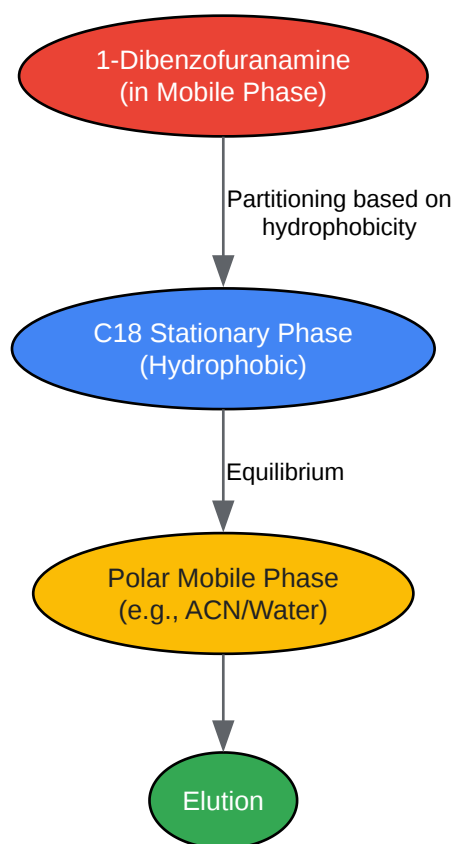 1-Dibenzofuranamine
(in Mobile Phase)
Partitioning based on
hydrophobicity
C18 Stationary Phase
(Hydrophobic)
Equilibrium
Polar Mobile Phase
(e.g., ACN/Water)
Elution